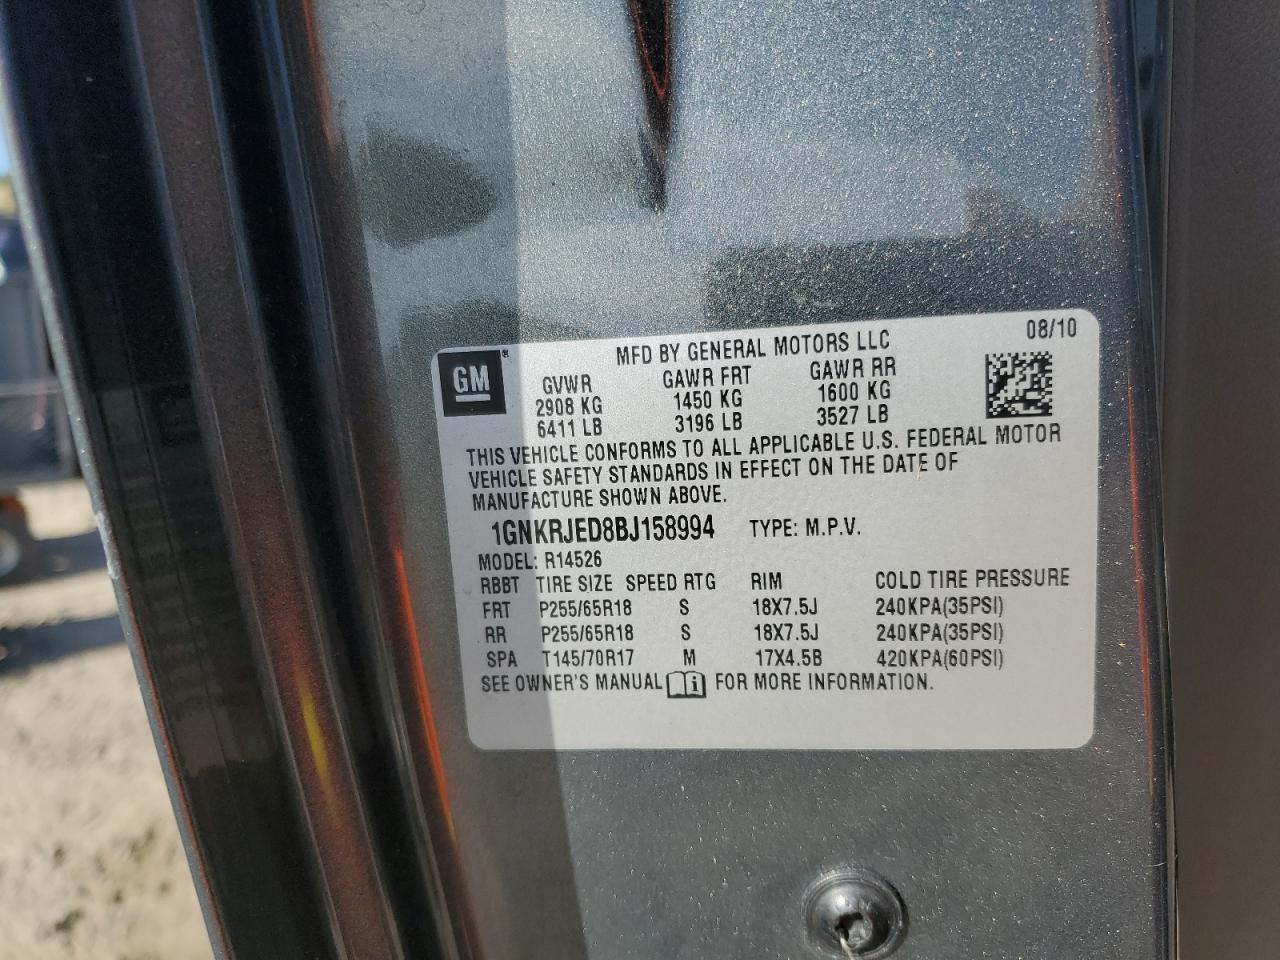 08/10
GM ®
MFD BY GENERAL MOTORS LLC
GVWR GAWR FRT GAWR RR
2908 KG 1450 KG 1600 KG
6411 LB 3196 LB 3527 LB
THIS VEHICLE CONFORMS TO ALL APPLICABLE U.S. FEDERAL MOTOR
VEHICLE SAFETY STANDARDS IN EFFECT ON THE DATE OF
MANUFACTURE SHOWN ABOVE.
1GNKRJED8BJ158994 TYPE: M.P.V.
MODEL: R14526
RBBT TIRE SIZE SPEED RTG RIM COLD TIRE PRESSURE
FRT P255/65R18 S 18X7.5J 240KPA(35PSI)
RR P255/65R18 S 18X7.5J 240KPA(35PSI)
SPA T145/70R17 M 17X4.5B 420KPA(60PSI)
SEE OWNER'S MANUAL i FOR MORE INFORMATION.